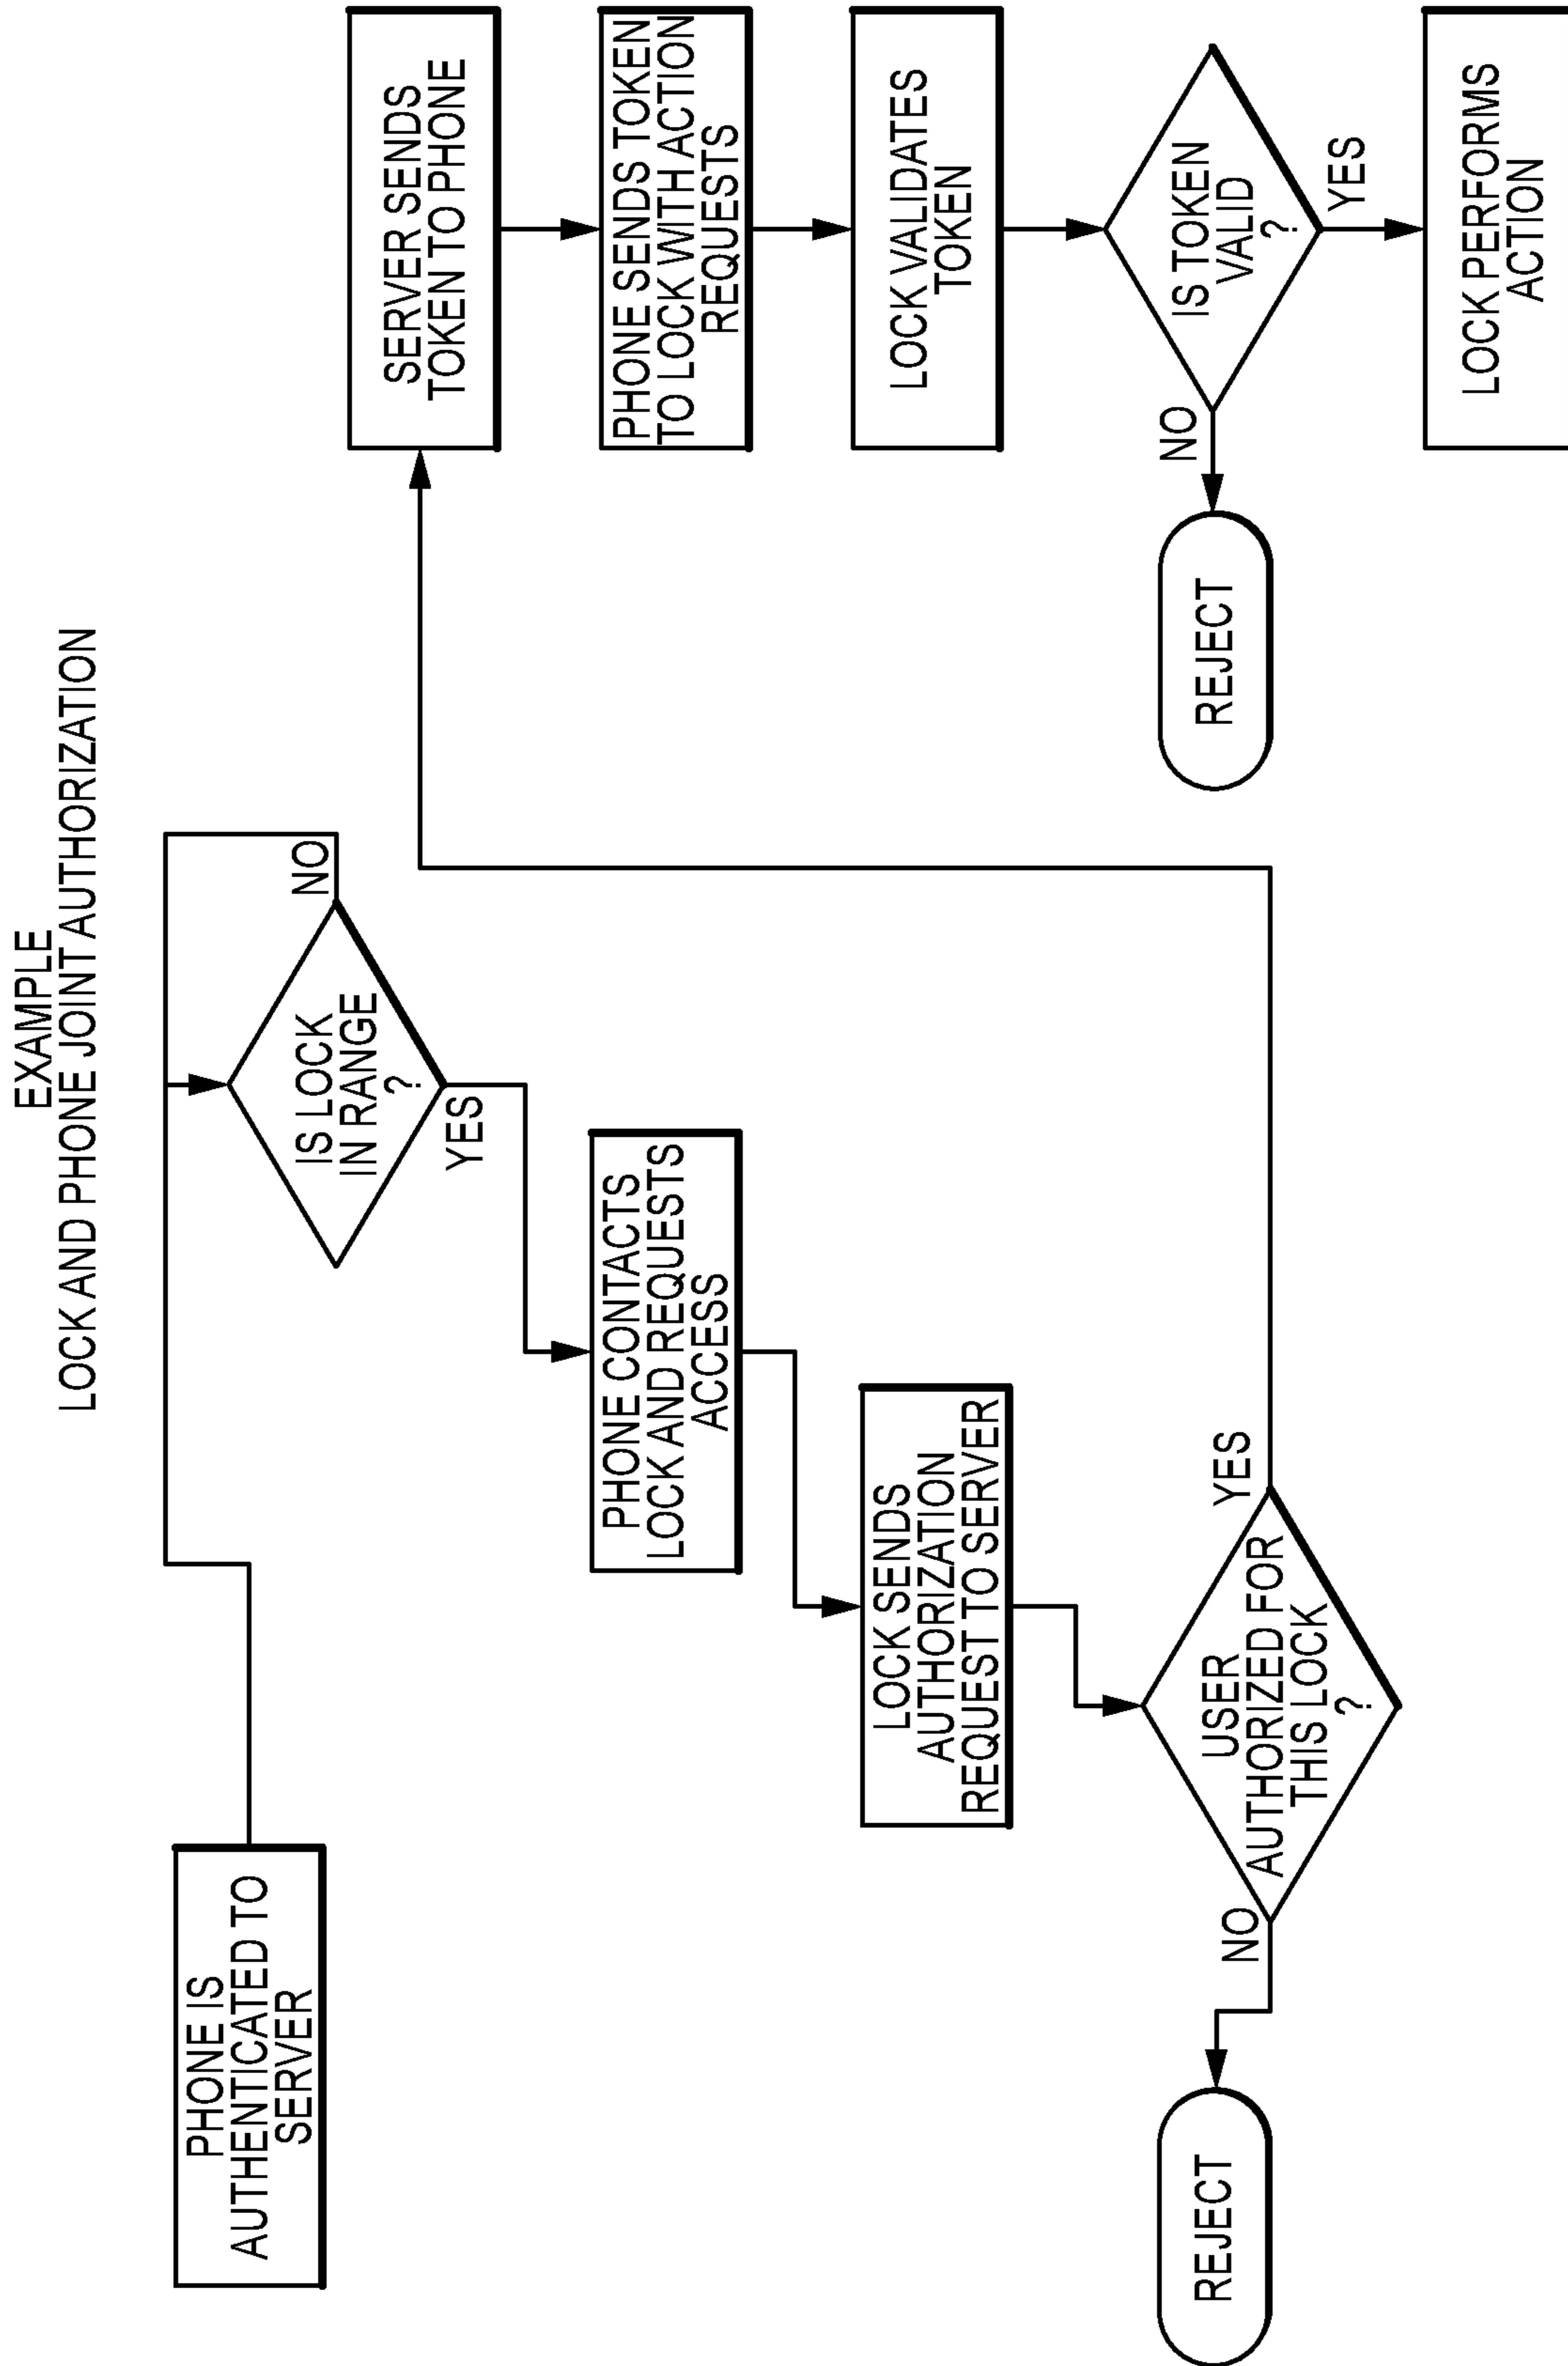 EXAMPLE
LOCK AND PHONE JOINT AUTHORIZATION
PHONE IS
AUTHENTICATED TO
SERVER
IS LOCK
IN RANGE
?
NO
YES
PHONE CONTACTS
LOCK AND REQUESTS
ACCESS
LOCK SENDS
AUTHORIZATION
REQUEST TO SERVER
USER
AUTHORIZED FOR
THIS LOCK
?
NO
YES
REJECT
SERVER SENDS
TOKEN TO PHONE
PHONE SENDS TOKEN
TO LOCK WITH ACTION
REQUESTS
LOCK VALIDATES
TOKEN
IS TOKEN
VALID
?
NO
YES
REJECT
LOCK PERFORMS
ACTION